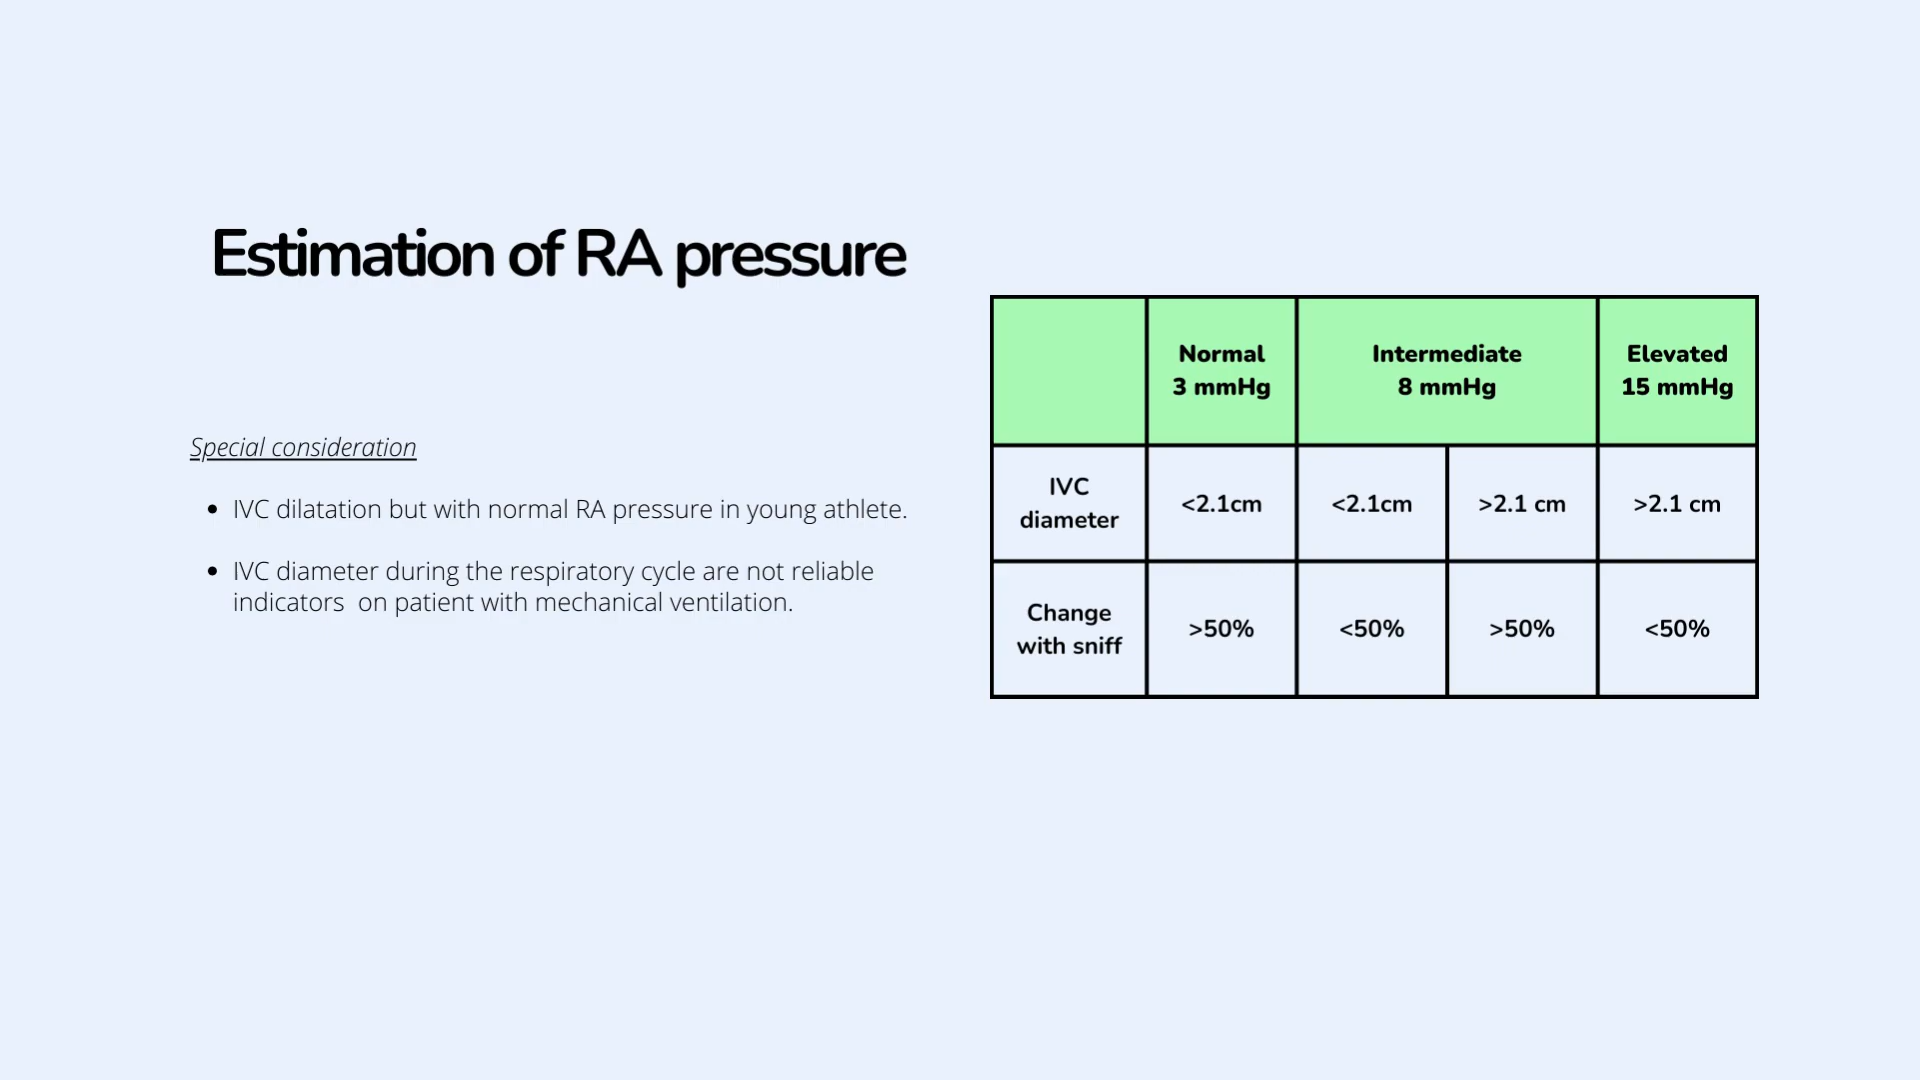 Estimation of RA pressure
Special consideration
IVC dilatation but with normal RA pressure in young athlete.
IVC diameter during the respiratory cycle are not reliable
indicators  on patient with mechanical ventilation.
Normal Intermediate Elevated
3 mmHg 8 mmHg 15 mmHg
IVC
diameter <2.1cm <2.1cm >2.1 cm >2.1 cm
Change
with sniff >50% <50% >50% <50%